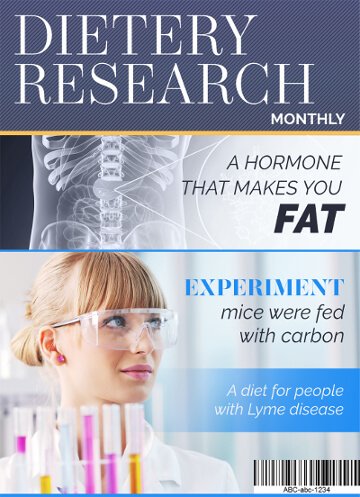 DIETERY
RESEARCH
MONTHLY
A HORMONE
THAT MAKES YOU
FAT
EXPERIMENT
mice were fed
with carbon
A diet for people
with Lyme disease
ABC-abc-1234